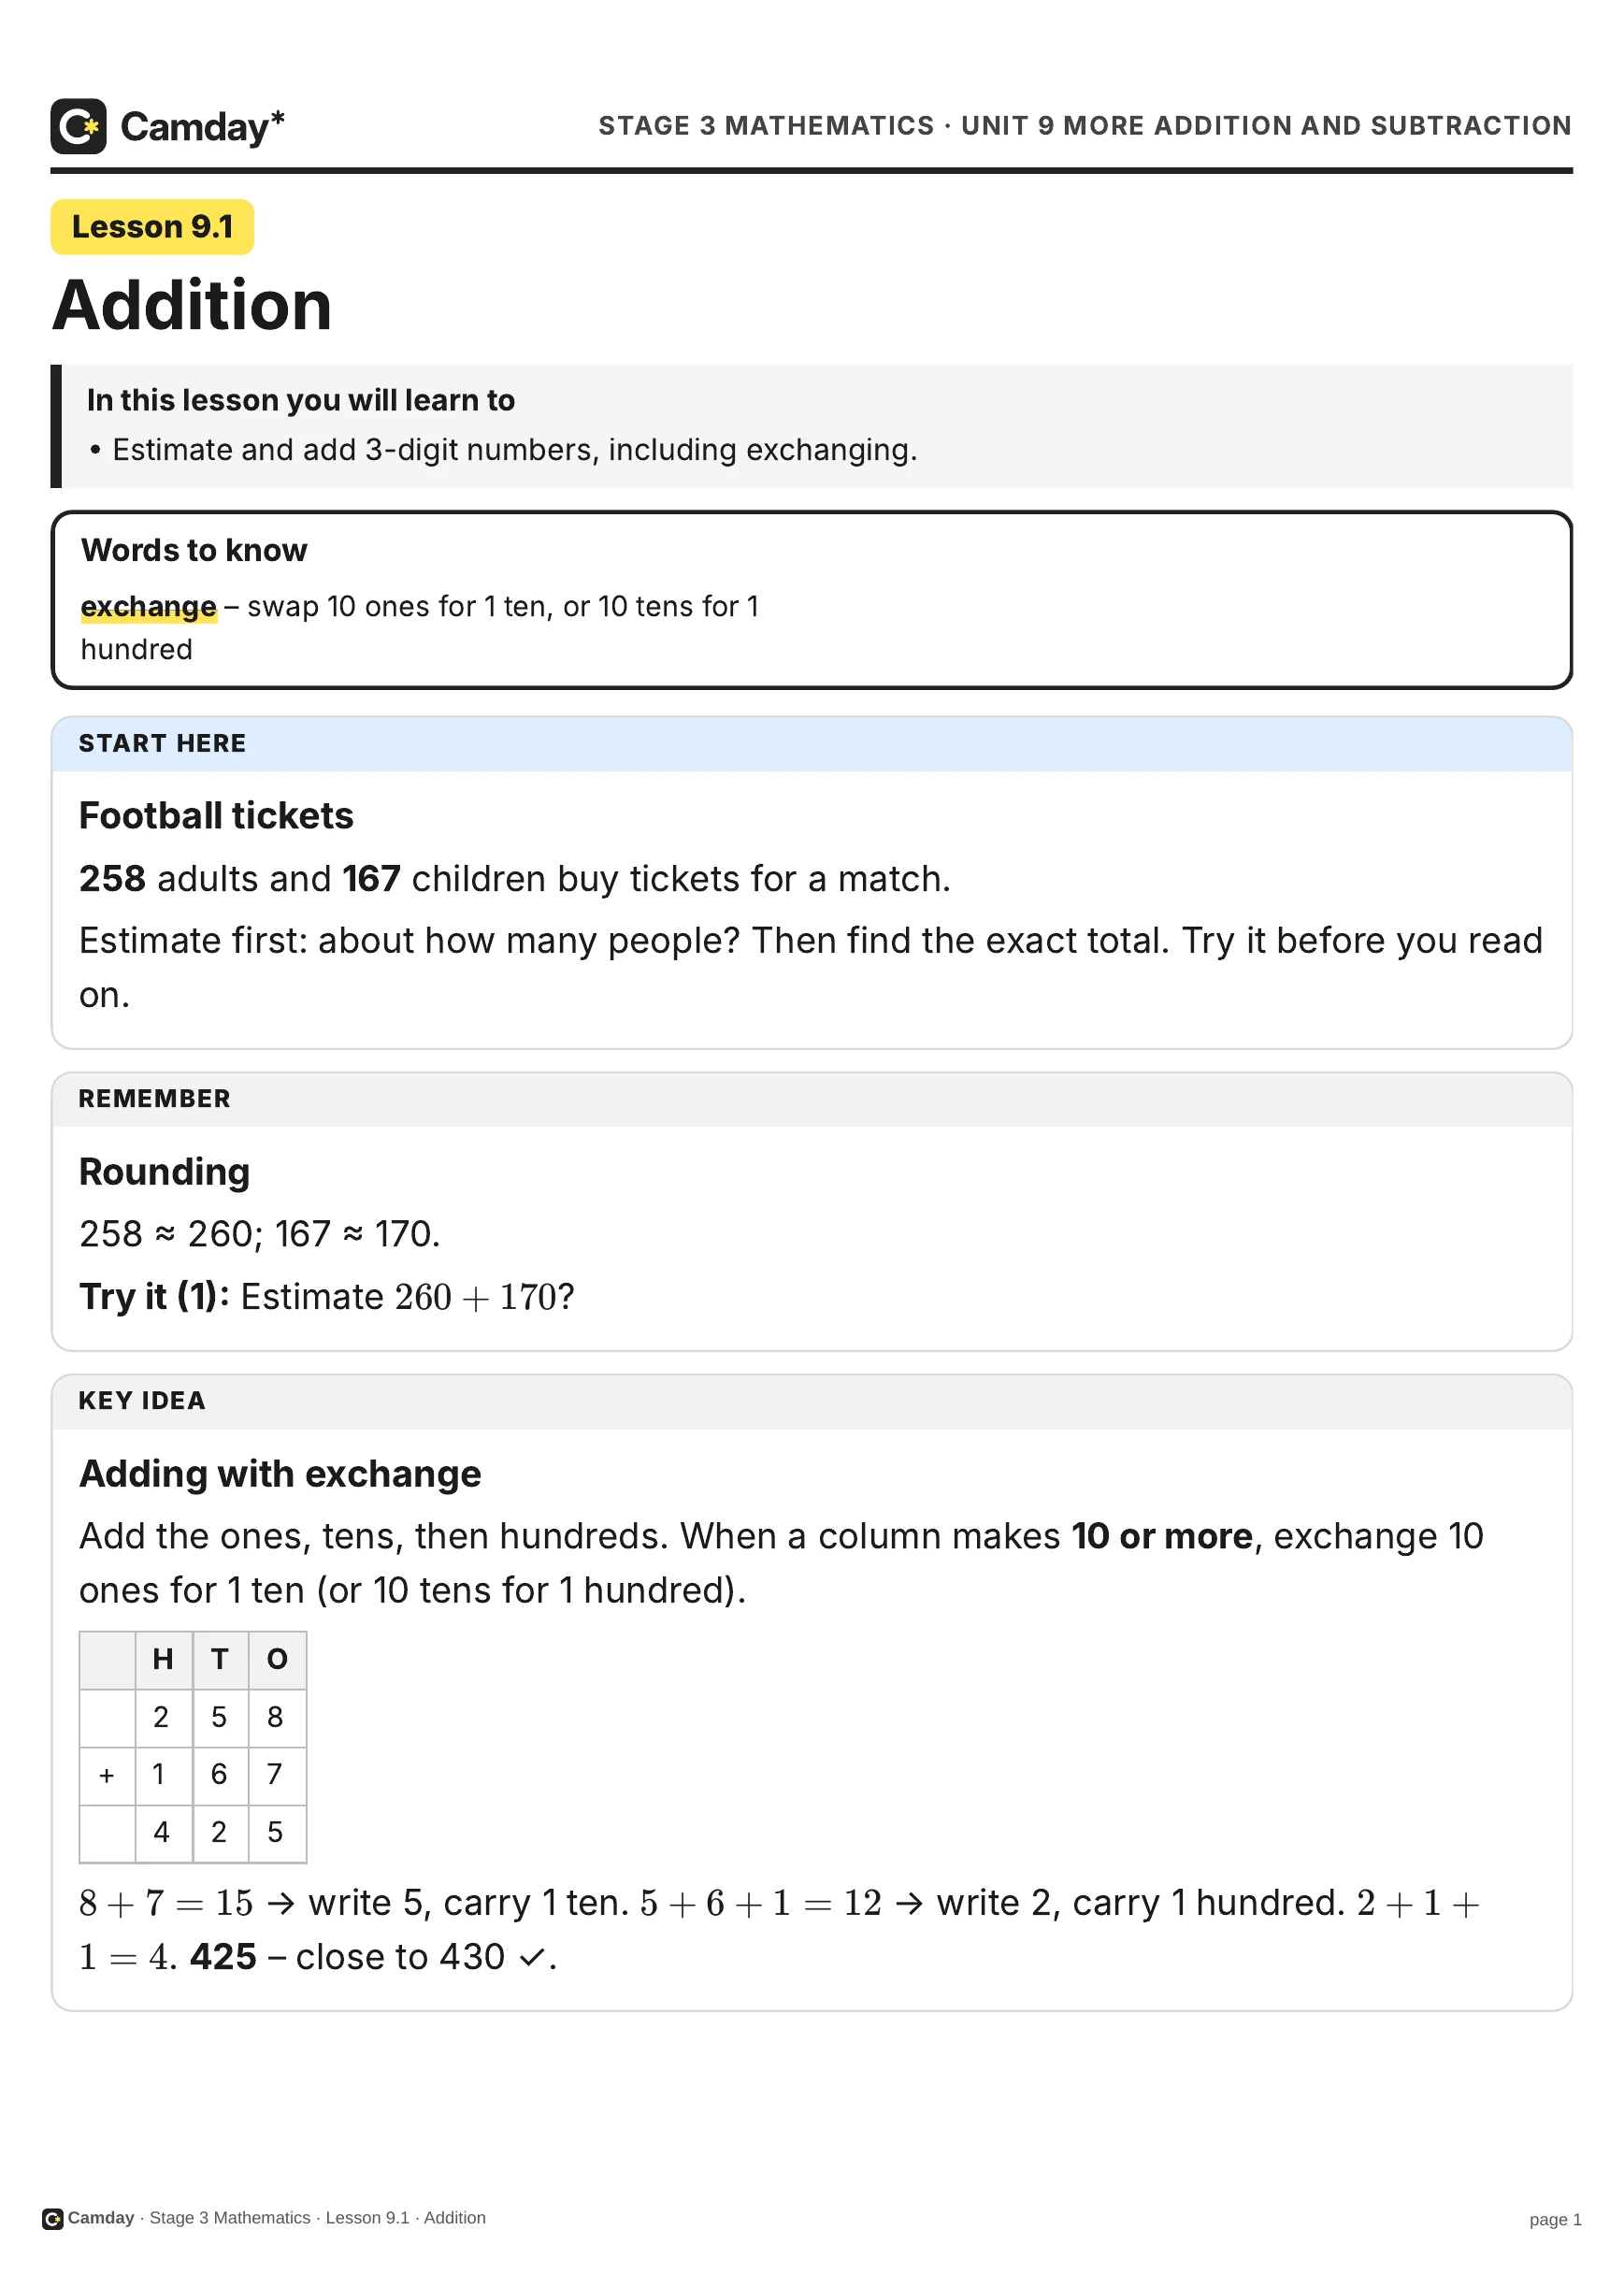 Camday*
STAGE 3 MATHEMATICS · UNIT 9 MORE ADDITION AND SUBTRACTION
Lesson 9.1
Addition
In this lesson you will learn to
• Estimate and add 3-digit numbers, including exchanging.
Words to know
exchange – swap 10 ones for 1 ten, or 10 tens for 1
hundred
START HERE
Football tickets
258 adults and 167 children buy tickets for a match.
Estimate first: about how many people? Then find the exact total. Try it before you read
on.
REMEMBER
Rounding
258 ≈ 260; 167 ≈ 170.
Try it (1): Estimate 260 + 170?
KEY IDEA
Adding with exchange
Add the ones, tens, then hundreds. When a column makes 10 or more, exchange 10
ones for 1 ten (or 10 tens for 1 hundred).
H T O
2 5 8
+ 1 6 7
4 2 5
8 + 7 = 15 → write 5, carry 1 ten. 5 + 6 + 1 = 12 → write 2, carry 1 hundred. 2 + 1 +
1 = 4. 425 – close to 430 ✓.
Camday · Stage 3 Mathematics · Lesson 9.1 · Addition
page 1